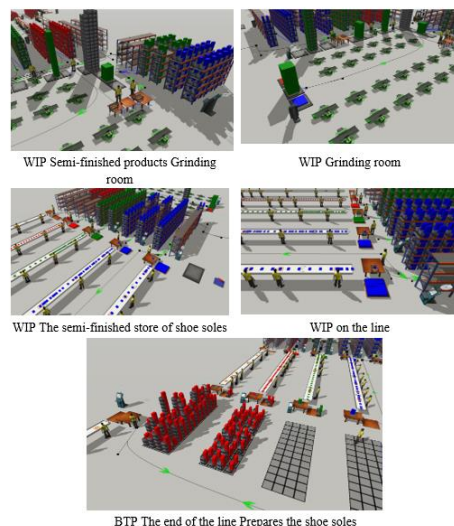 WIP Semi-finished products Grinding
room
WIP Grinding room
WIP The semi-finished store of shoe soles
WIP on the line
BTP The end of the line Prepares the shoe soles